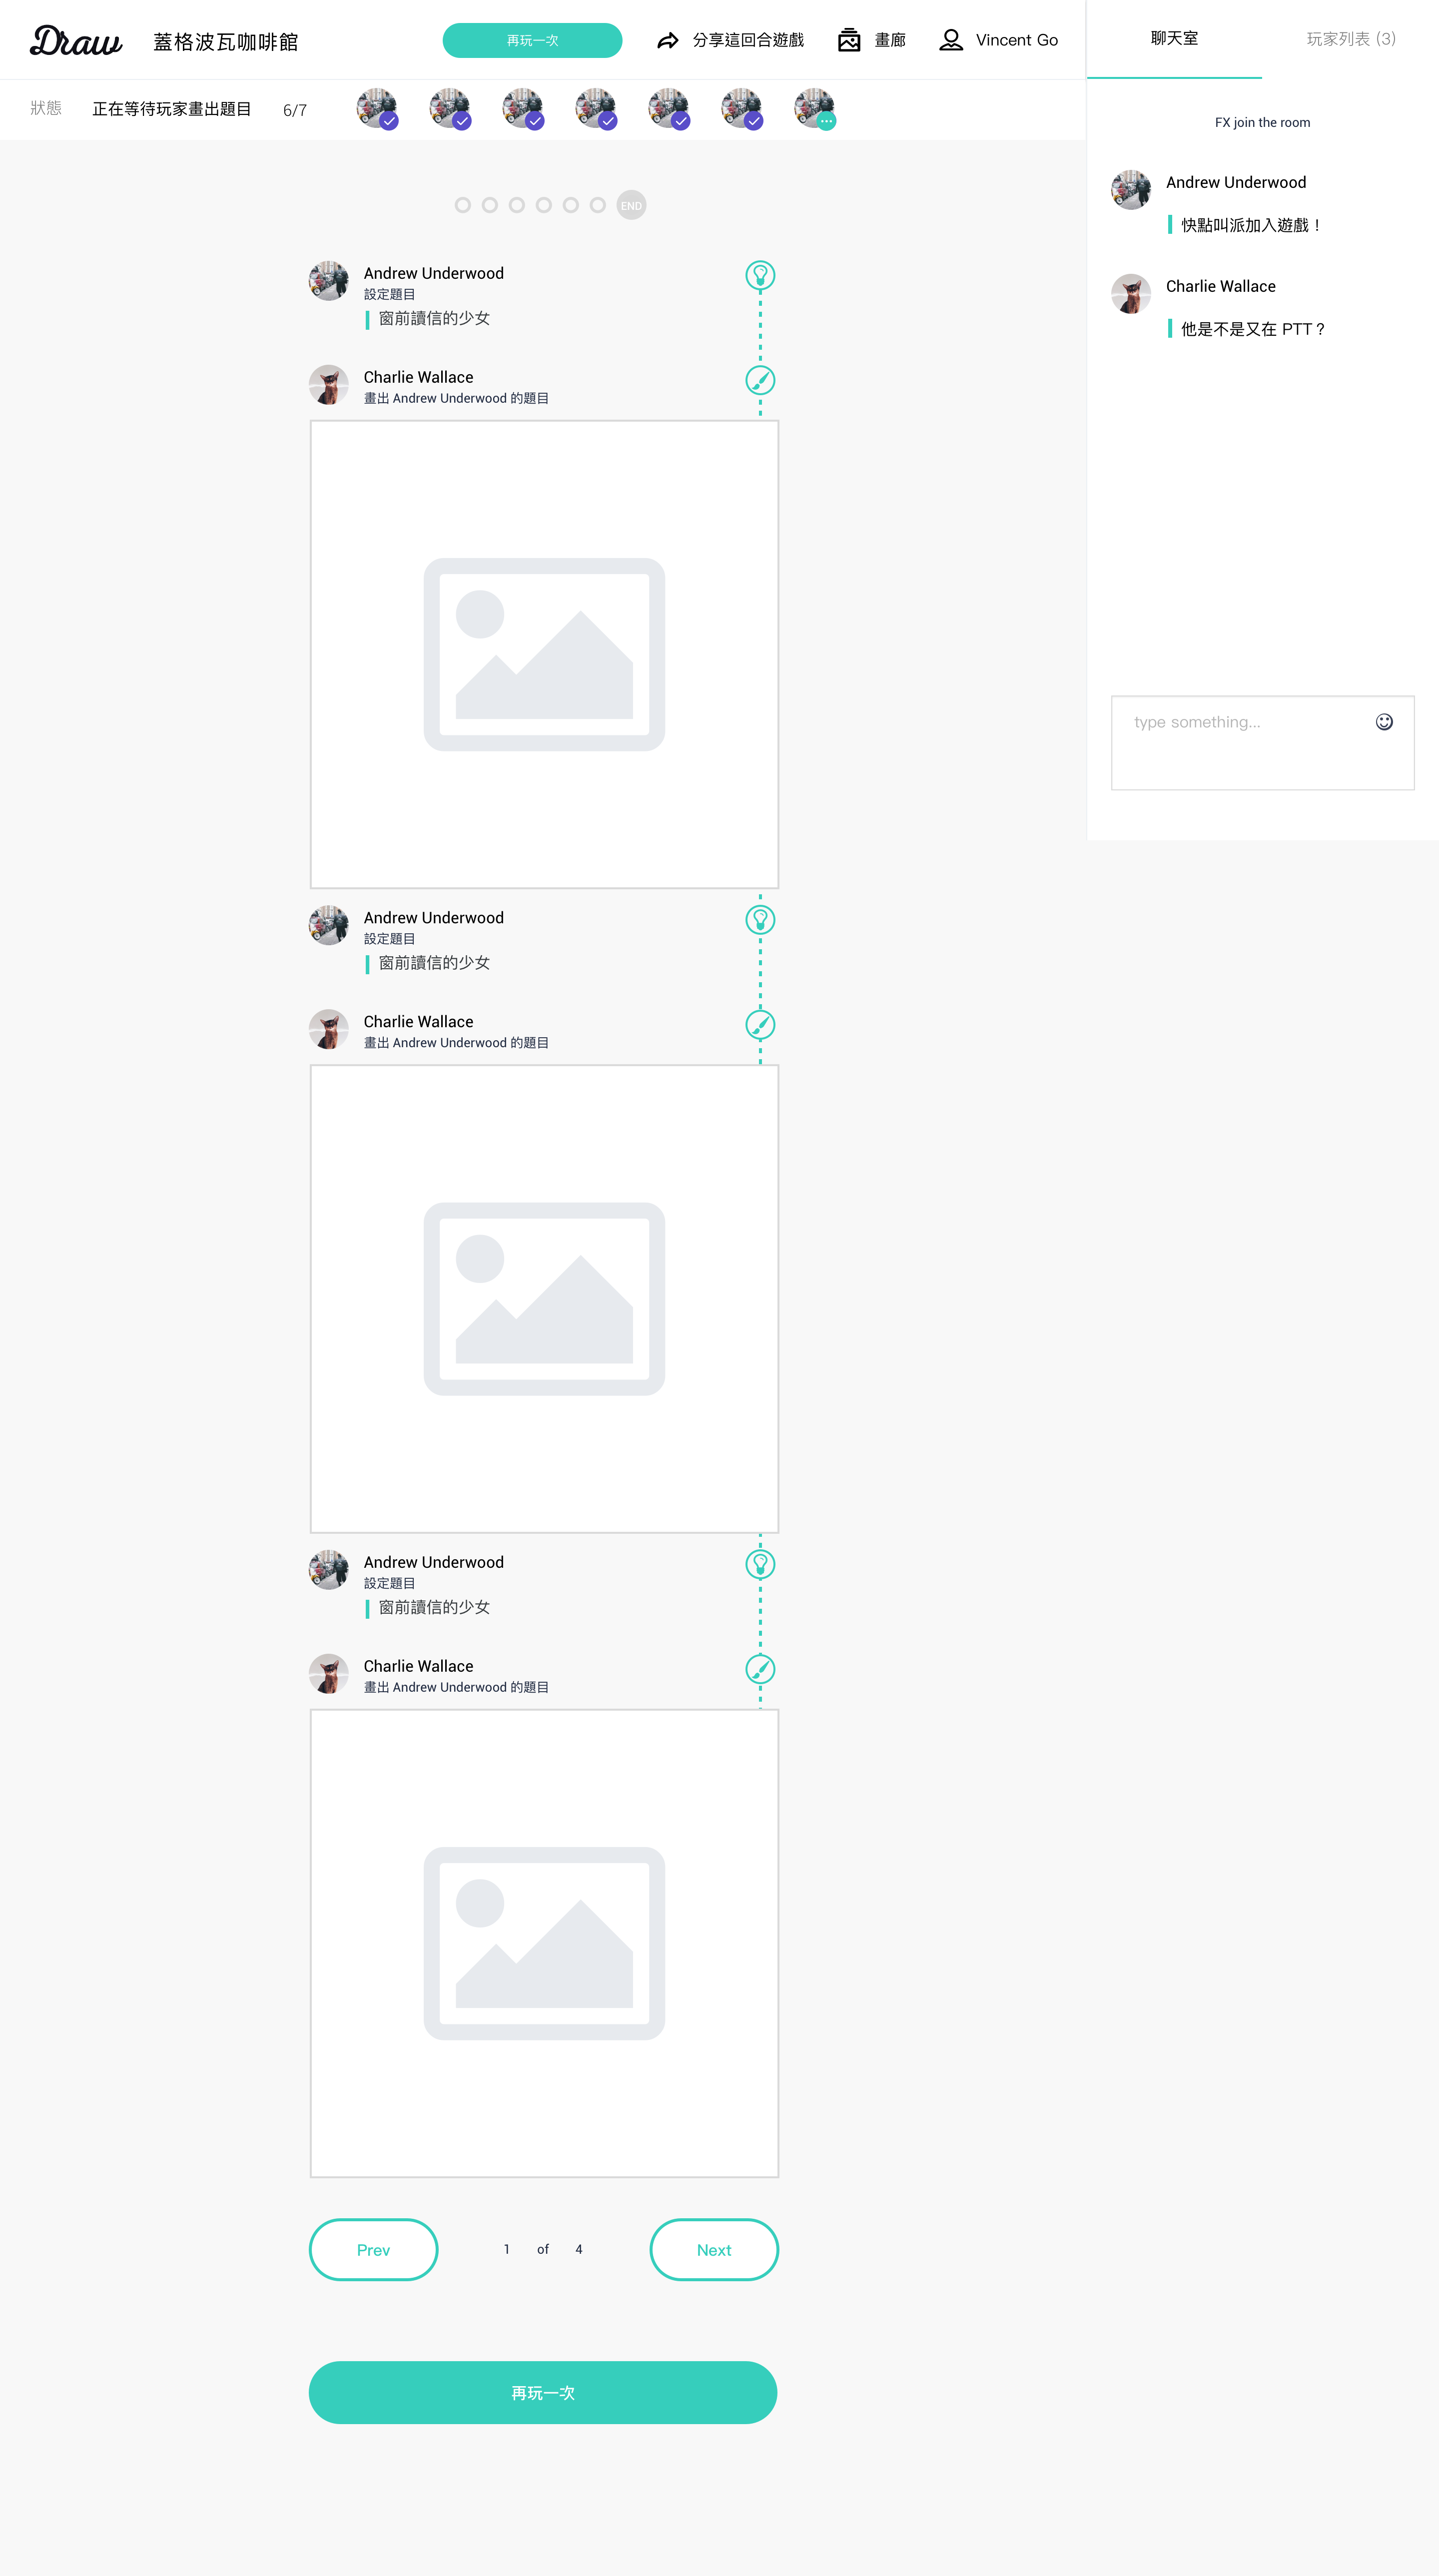 Draw
蓋格波瓦咖啡館
再玩一次
分享這回合遊戲
畫廊
Vincent Go
聊天室
玩家列表 (3)
狀態
正在等待玩家畫出題目
6/7
END
Andrew Underwood
設定題目
窗前讀信的少女
Charlie Wallace
畫出 Andrew Underwood 的題目
Andrew Underwood
設定題目
窗前讀信的少女
Charlie Wallace
畫出 Andrew Underwood 的題目
Andrew Underwood
設定題目
窗前讀信的少女
Charlie Wallace
畫出 Andrew Underwood 的題目
Prev
1 of 4
Next
再玩一次
FX join the room
Andrew Underwood
快點叫派加入遊戲！
Charlie Wallace
他是不是又在 PTT？
type something...